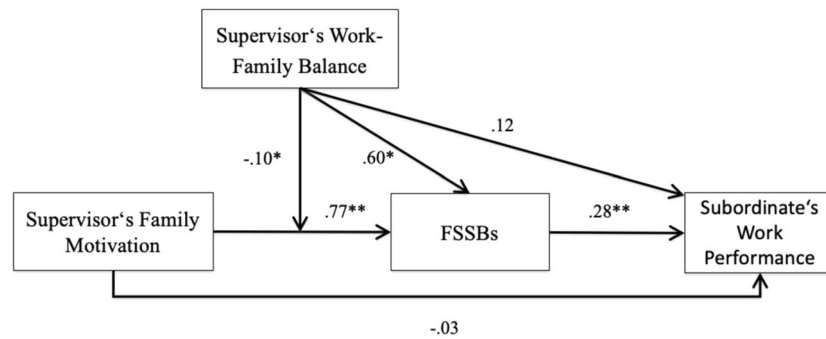 Supervisor‘s Work-
Family Balance
.12
-.10*
.60*
Supervisor‘s Family
Motivation
.77**
FSSBs
.28**
Subordinate‘s
Work
Performance
-.03